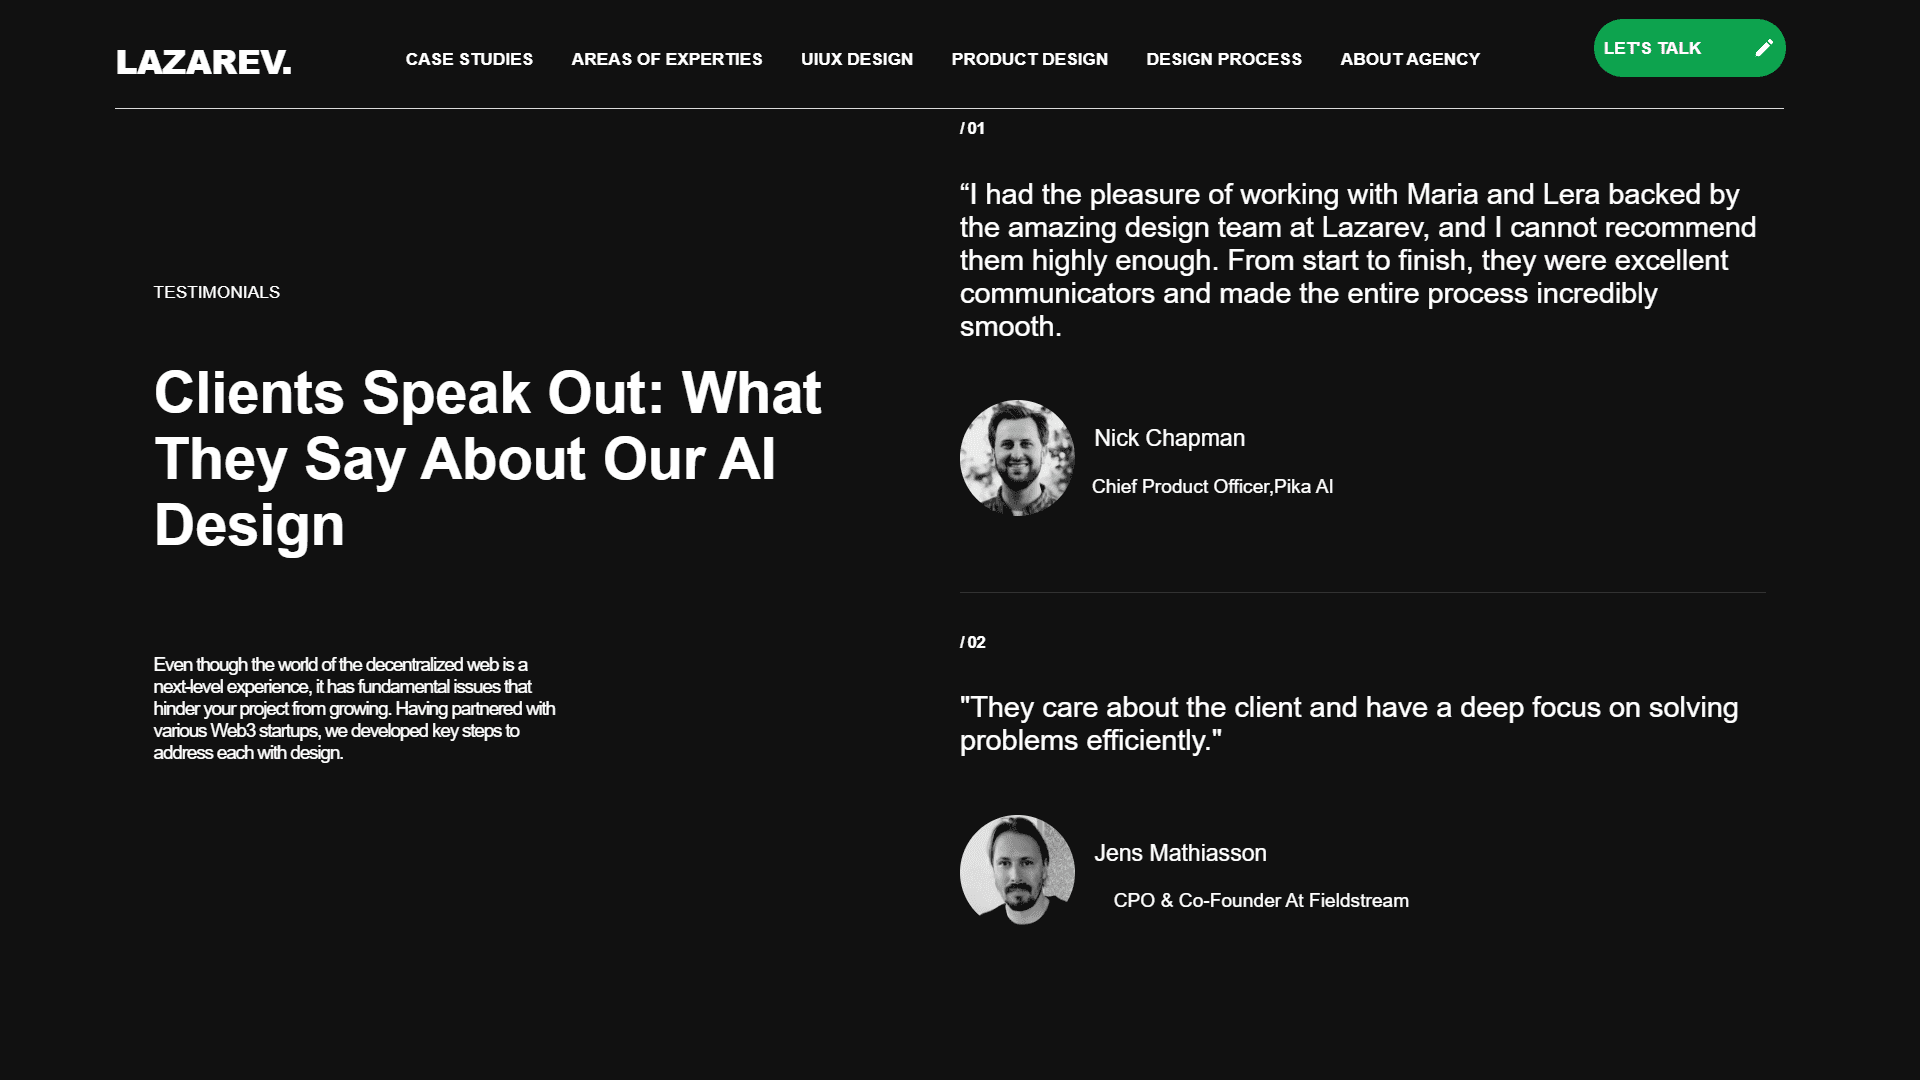 LAZAREV.
CASE STUDIES
AREAS OF EXPERTIES
UIUX DESIGN
PRODUCT DESIGN
DESIGN PROCESS
ABOUT AGENCY
LET'S TALK
TESTIMONIALS
Clients Speak Out: What
They Say About Our AI
Design
Even though the world of the decentralized web is a
next-level experience, it has fundamental issues that
hinder your project from growing. Having partnered with
various Web3 startups, we developed key steps to
address each with design.
/ 01
“I had the pleasure of working with Maria and Lera backed by
the amazing design team at Lazarev, and I cannot recommend
them highly enough. From start to finish, they were excellent
communicators and made the entire process incredibly
smooth.
Nick Chapman
Chief Product Officer,Pika AI
/ 02
"They care about the client and have a deep focus on solving
problems efficiently."
Jens Mathiasson
CPO & Co-Founder At Fieldstream